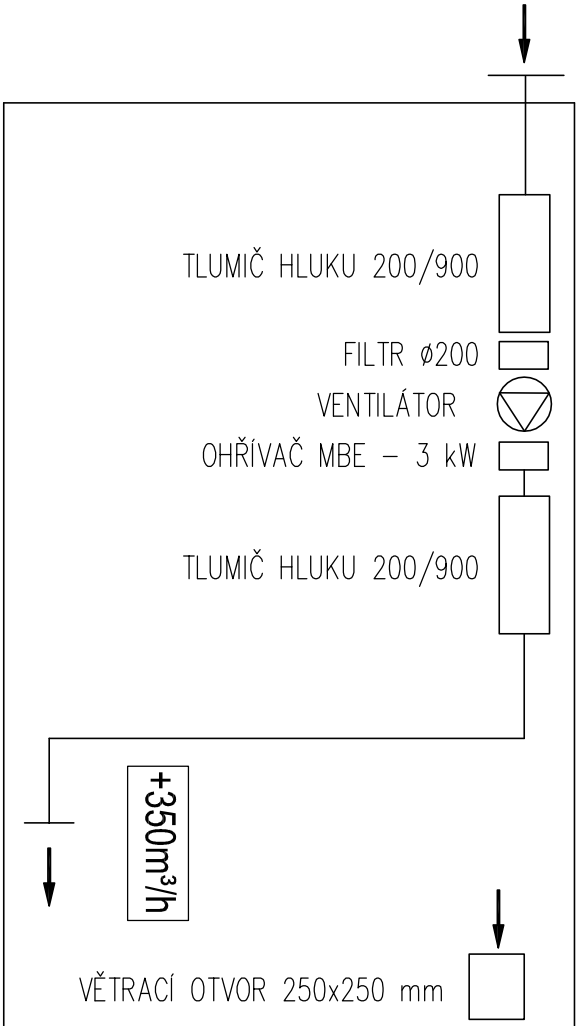 TLUMIČ HLUKU 200/900
FILTR ø200
VENTILÁTOR
OHŘÍVAČ MBE – 3 kW
TLUMIČ HLUKU 200/900
+350m³/h
VĚTRACÍ OTVOR 250x250 mm